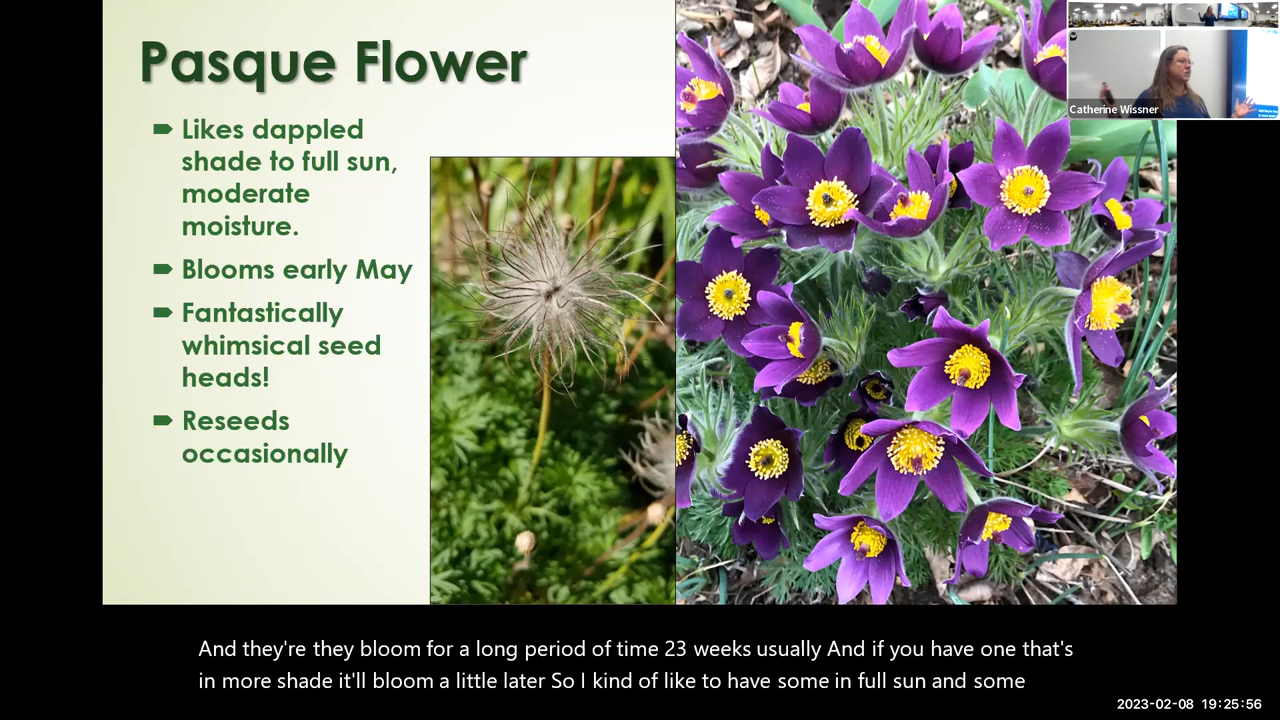 Pasque Flower
Likes dappled
shade to full sun,
moderate
moisture.
Blooms early May
Fantastically
whimsical seed
heads!
Reseeds
occasionally
Catherine Wissner
And they're they bloom for a long period of time 23 weeks usually And if you have one that's
in more shade it'll bloom a little later So I kind of like to have some in full sun and some
2023-02-08 19:25:56